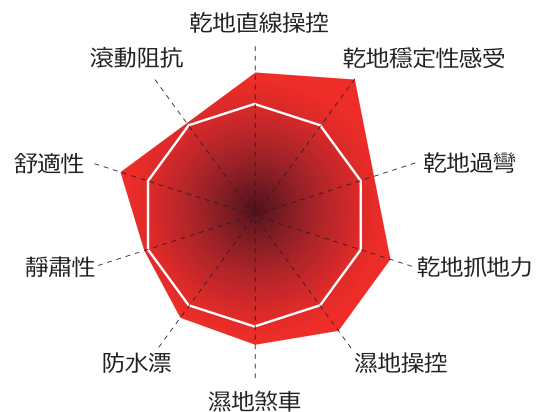 乾地直線操控
乾地穩定性感受
乾地過彎
乾地抓地力
濕地操控
濕地煞車
防水漂
靜肅性
舒適性
滾動阻抗